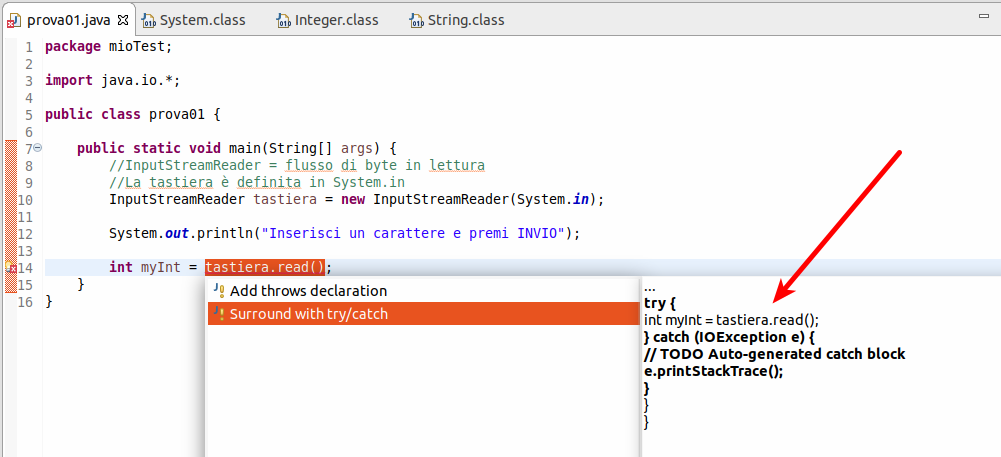 prova01.java
System.class
Integer.class
String.class
1 package mioTest;
2
3 import java.io.*;
4
5 public class prova01 {
6
7 public static void main(String[] args) {
8 //InputStreamReader = flusso di byte in lettura
9 //La tastiera è definita in System.in
10 InputStreamReader tastiera = new InputStreamReader(System.in);
11
12 System.out.println("Inserisci un carattere e premi INVIO");
13
14 int myInt = tastiera.read();
15 }
16 }
Add throws declaration
Surround with try/catch
...
try {
int myInt = tastiera.read();
} catch (IOException e) {
// TODO Auto-generated catch block
e.printStackTrace();
}
}
}